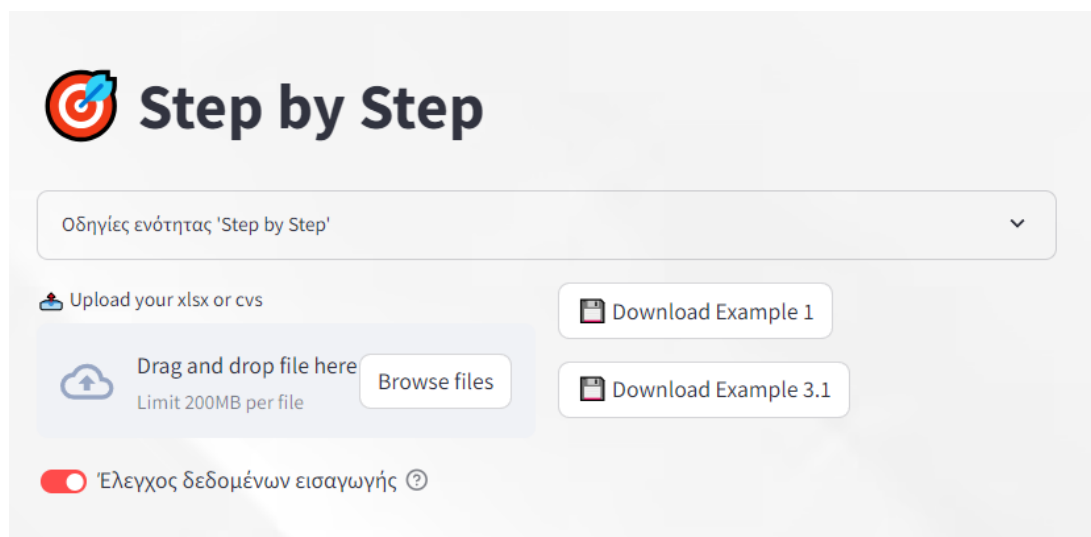 Step by Step
Οδηγίες ενότητας 'Step by Step'
Upload your xlsx or cvs
Drag and drop file here
Limit 200MB per file
Browse files
Download Example 1
Download Example 3.1
Έλεγχος δεδομένων εισαγωγής